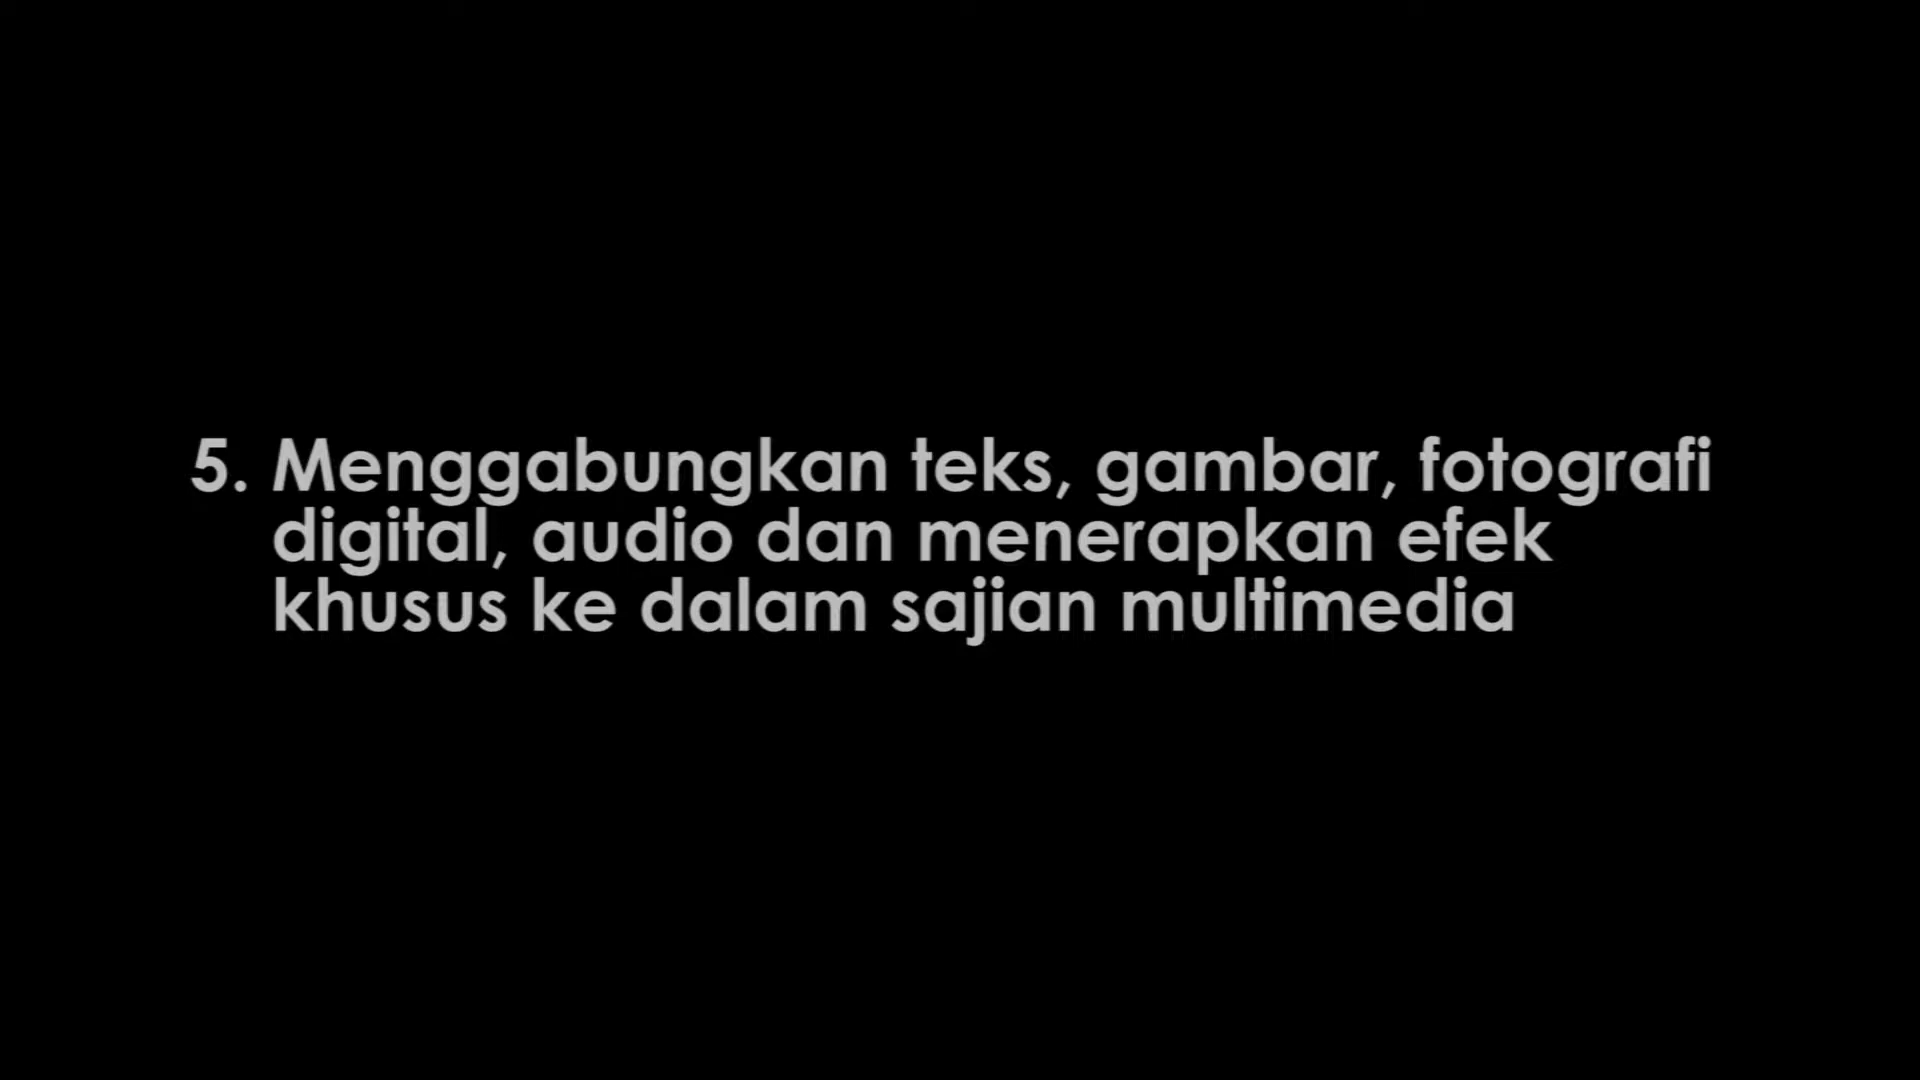 5. Menggabungkan teks, gambar, fotografi
digital, audio dan menerapkan efek
khusus ke dalam sajian multimedia